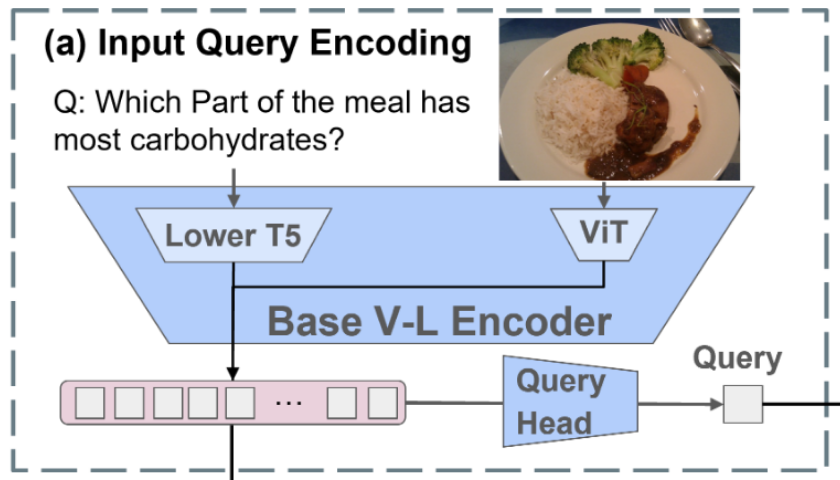 (a) Input Query Encoding
Q: Which Part of the meal has
most carbohydrates?
Lower T5
ViT
Base V-L Encoder
Query
Query
Head
...